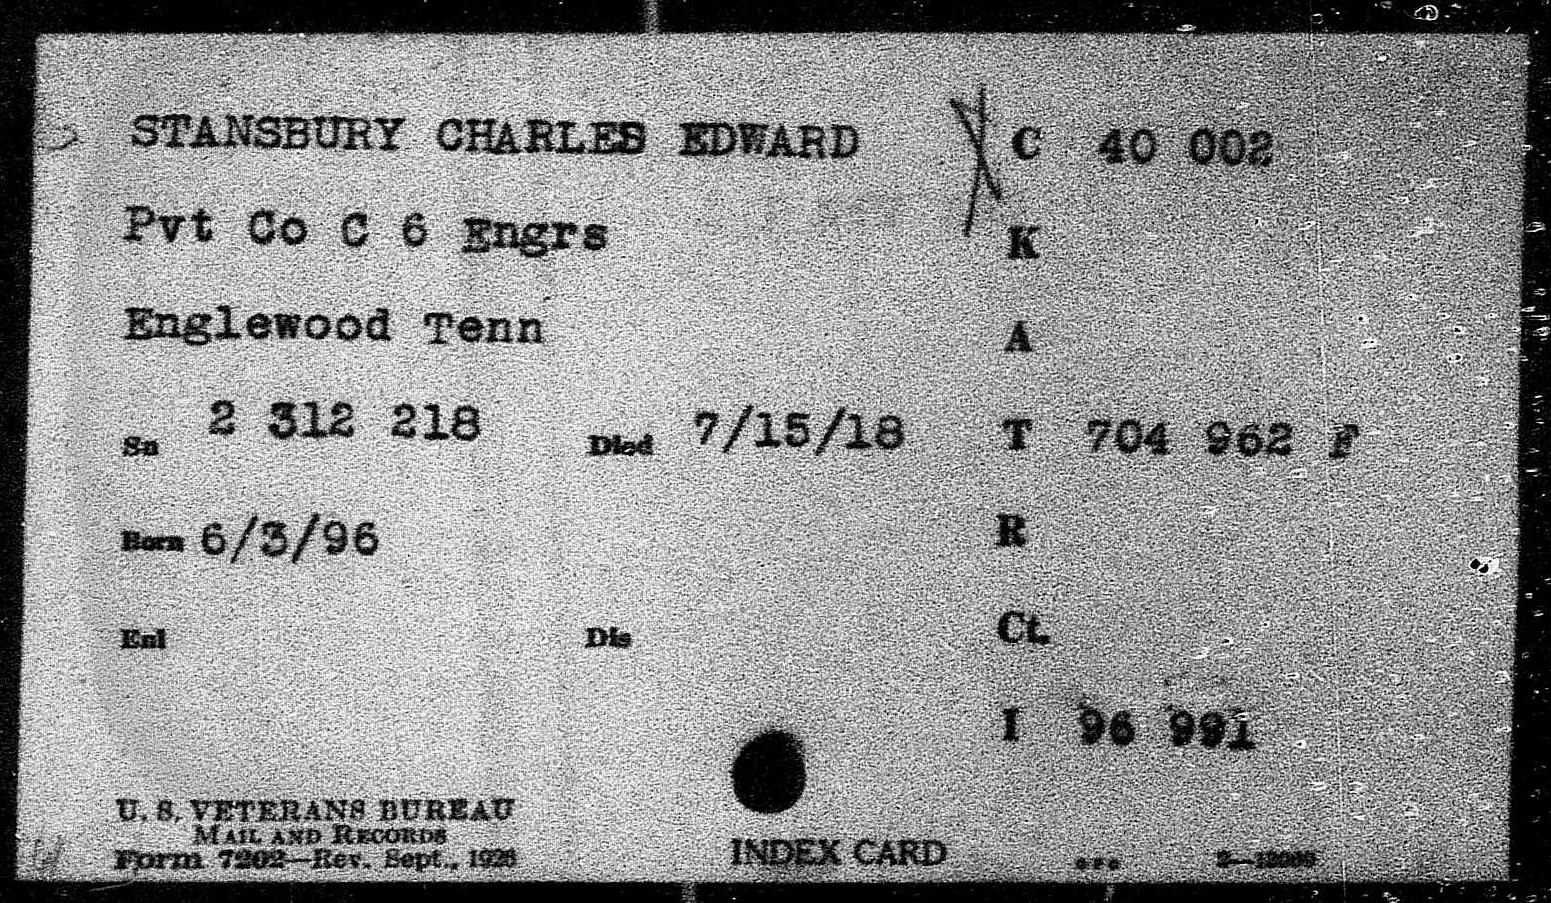 STANSBURY CHARLES EDWARD C 40 002
Pvt Co C 6 Engrs K
Englewood Tenn A
Sn 2 312 218 Died 7/15/18 T 704 962 F
Born 6/3/96 R
Enl Dis Ct.
I 96 991
U. S. VETERANS BUREAU
MAIL AND RECORDS
Form 7202—Rev. Sept., 1926
INDEX CARD